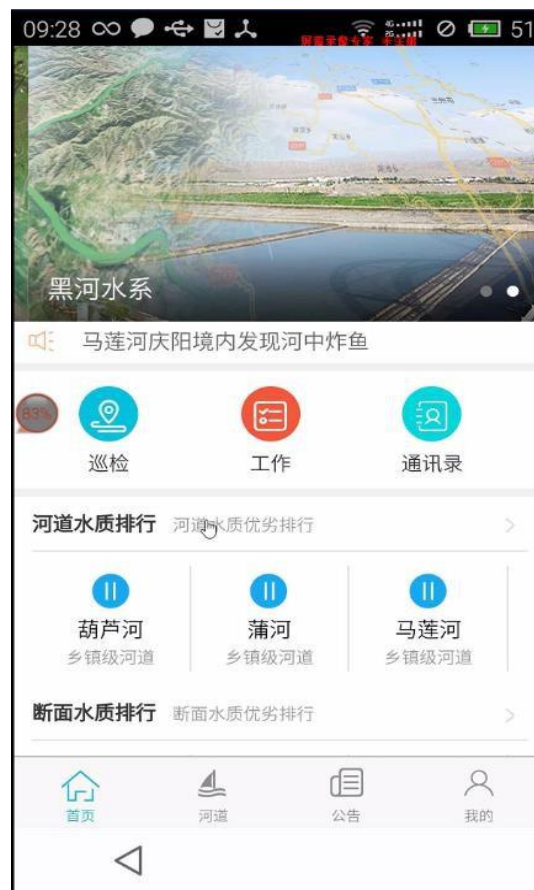 09:28
4G
2G
51
黑河水系
马莲河庆阳境内发现河中炸鱼
83%
巡检 工作 通讯录
河道水质排行 河道水质优劣排行
II II II
葫芦河 蒲河 马莲河
乡镇级河道 乡镇级河道 乡镇级河道
断面水质排行 断面水质优劣排行
首页 河道 公告 我的